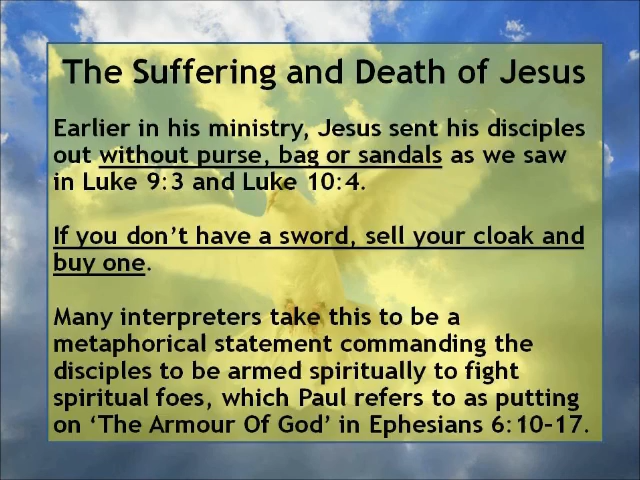 The Suffering and Death of Jesus
Earlier in his ministry, Jesus sent his disciples
out without purse, bag or sandals as we saw
in Luke 9:3 and Luke 10:4.
If you don’t have a sword, sell your cloak and
buy one.
Many interpreters take this to be a
metaphorical statement commanding the
disciples to be armed spiritually to fight
spiritual foes, which Paul refers to as putting
on ‘The Armour Of God’ in Ephesians 6:10–17.